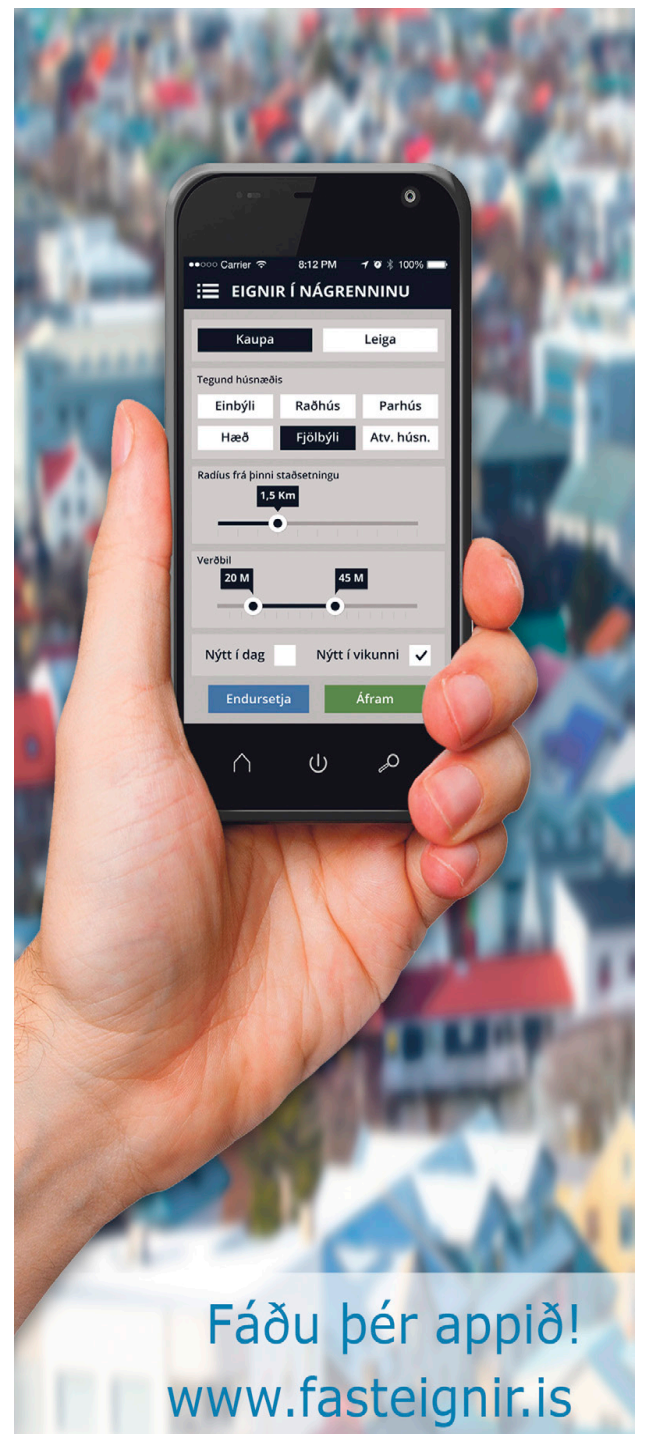 Carrier 8:12 PM 100%
EIGNIR Í NÁGRENNINU
Kaupa Leiga
Tegund húsnæðis
Einbýli Raðhús Parhús
Hæð Fjölbýli Atv. húsn.
Radíus frá þinni staðsetningu
1,5 Km
Verðbil
20 M 45 M
Nýtt í dag Nýtt í vikunni
Endursetja Áfram
Fáðu þér appið!
www.fasteignir.is